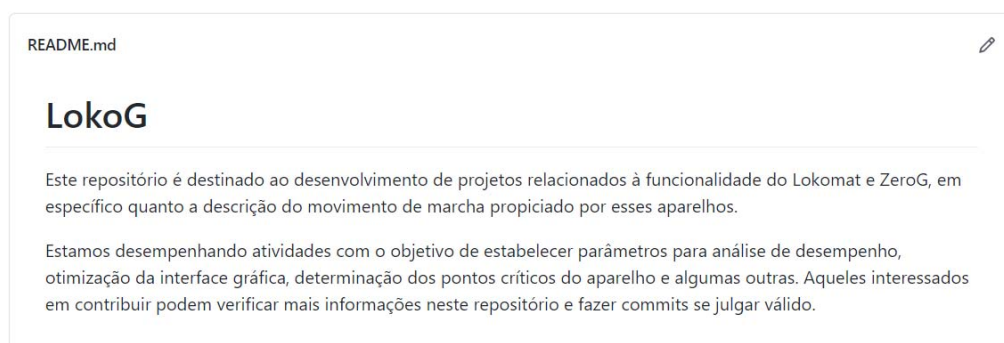 README.md
LokoG
Este repositório é destinado ao desenvolvimento de projetos relacionados à funcionalidade do Lokomat e ZeroG, em
específico quanto a descrição do movimento de marcha propiciado por esses aparelhos.
Estamos desempenhando atividades com o objetivo de estabelecer parâmetros para análise de desempenho,
otimização da interface gráfica, determinação dos pontos críticos do aparelho e algumas outras. Aqueles interessados
em contribuir podem verificar mais informações neste repositório e fazer commits se julgar válido.